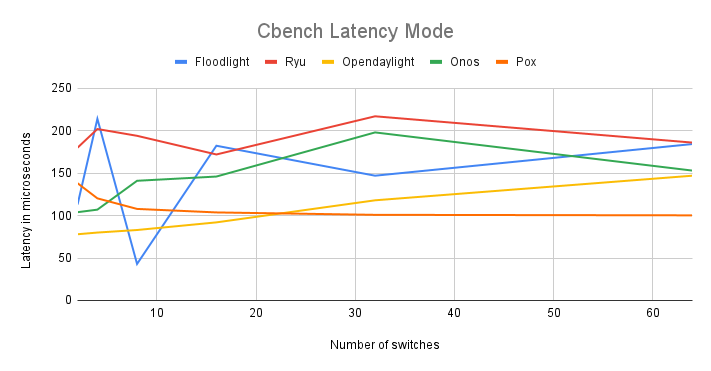 Cbench Latency Mode
Floodlight Ryu Opendaylight Onos Pox
Latency in microseconds
250
200
150
100
50
0
10 20 30 40 50 60
Number of switches